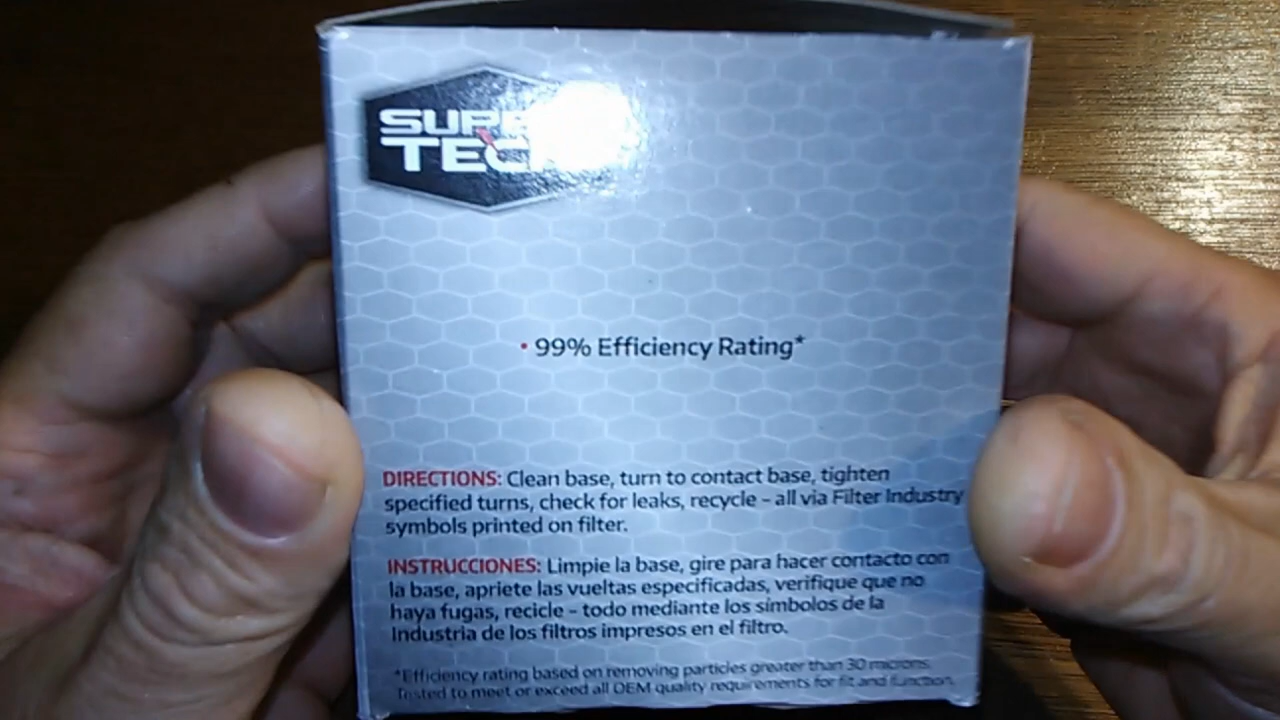 SUPE
TECH
• 99% Efficiency Rating*
DIRECTIONS: Clean base, turn to contact base, tighten
specified turns, check for leaks, recycle – all via Filter Industry
symbols printed on filter.
INSTRUCCIONES: Limpie la base, gire para hacer contacto con
la base, apriete las vueltas especificadas, verifique que no
haya fugas, recicle – todo mediante los símbolos de la
Industria de los filtros impresos en el filtro.
*Efficiency rating based on removing particles greater than 30 microns.
Tested to meet or exceed all OEM quality requirements for fit and function.